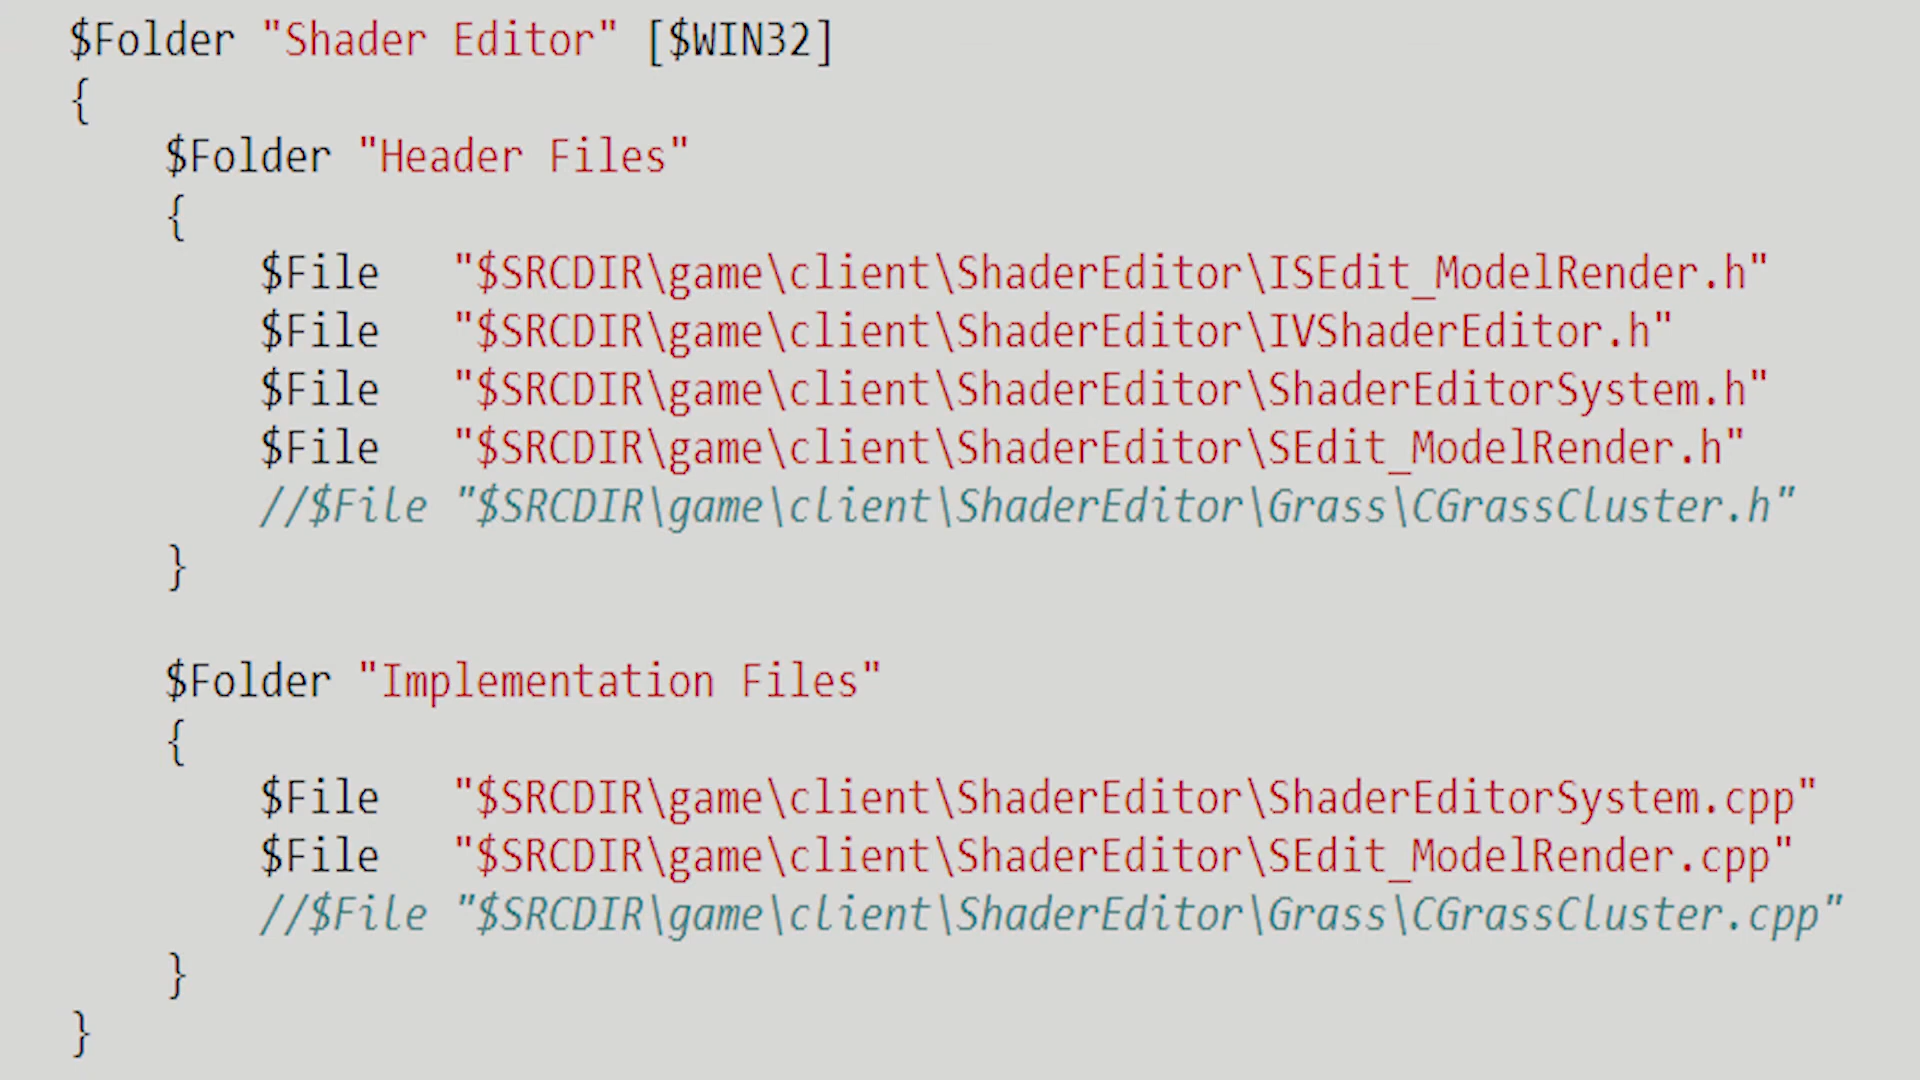 $Folder "Shader Editor" [$WIN32]
{
    $Folder "Header Files"
    {
        $File   "$SRCDIR\game\client\ShaderEditor\ISEdit_ModelRender.h"
        $File   "$SRCDIR\game\client\ShaderEditor\IVShaderEditor.h"
        $File   "$SRCDIR\game\client\ShaderEditor\ShaderEditorSystem.h"
        $File   "$SRCDIR\game\client\ShaderEditor\SEdit_ModelRender.h"
        //$File "$SRCDIR\game\client\ShaderEditor\Grass\CGrassCluster.h"
    }

    $Folder "Implementation Files"
    {
        $File   "$SRCDIR\game\client\ShaderEditor\ShaderEditorSystem.cpp"
        $File   "$SRCDIR\game\client\ShaderEditor\SEdit_ModelRender.cpp"
        //$File "$SRCDIR\game\client\ShaderEditor\Grass\CGrassCluster.cpp"
    }
}